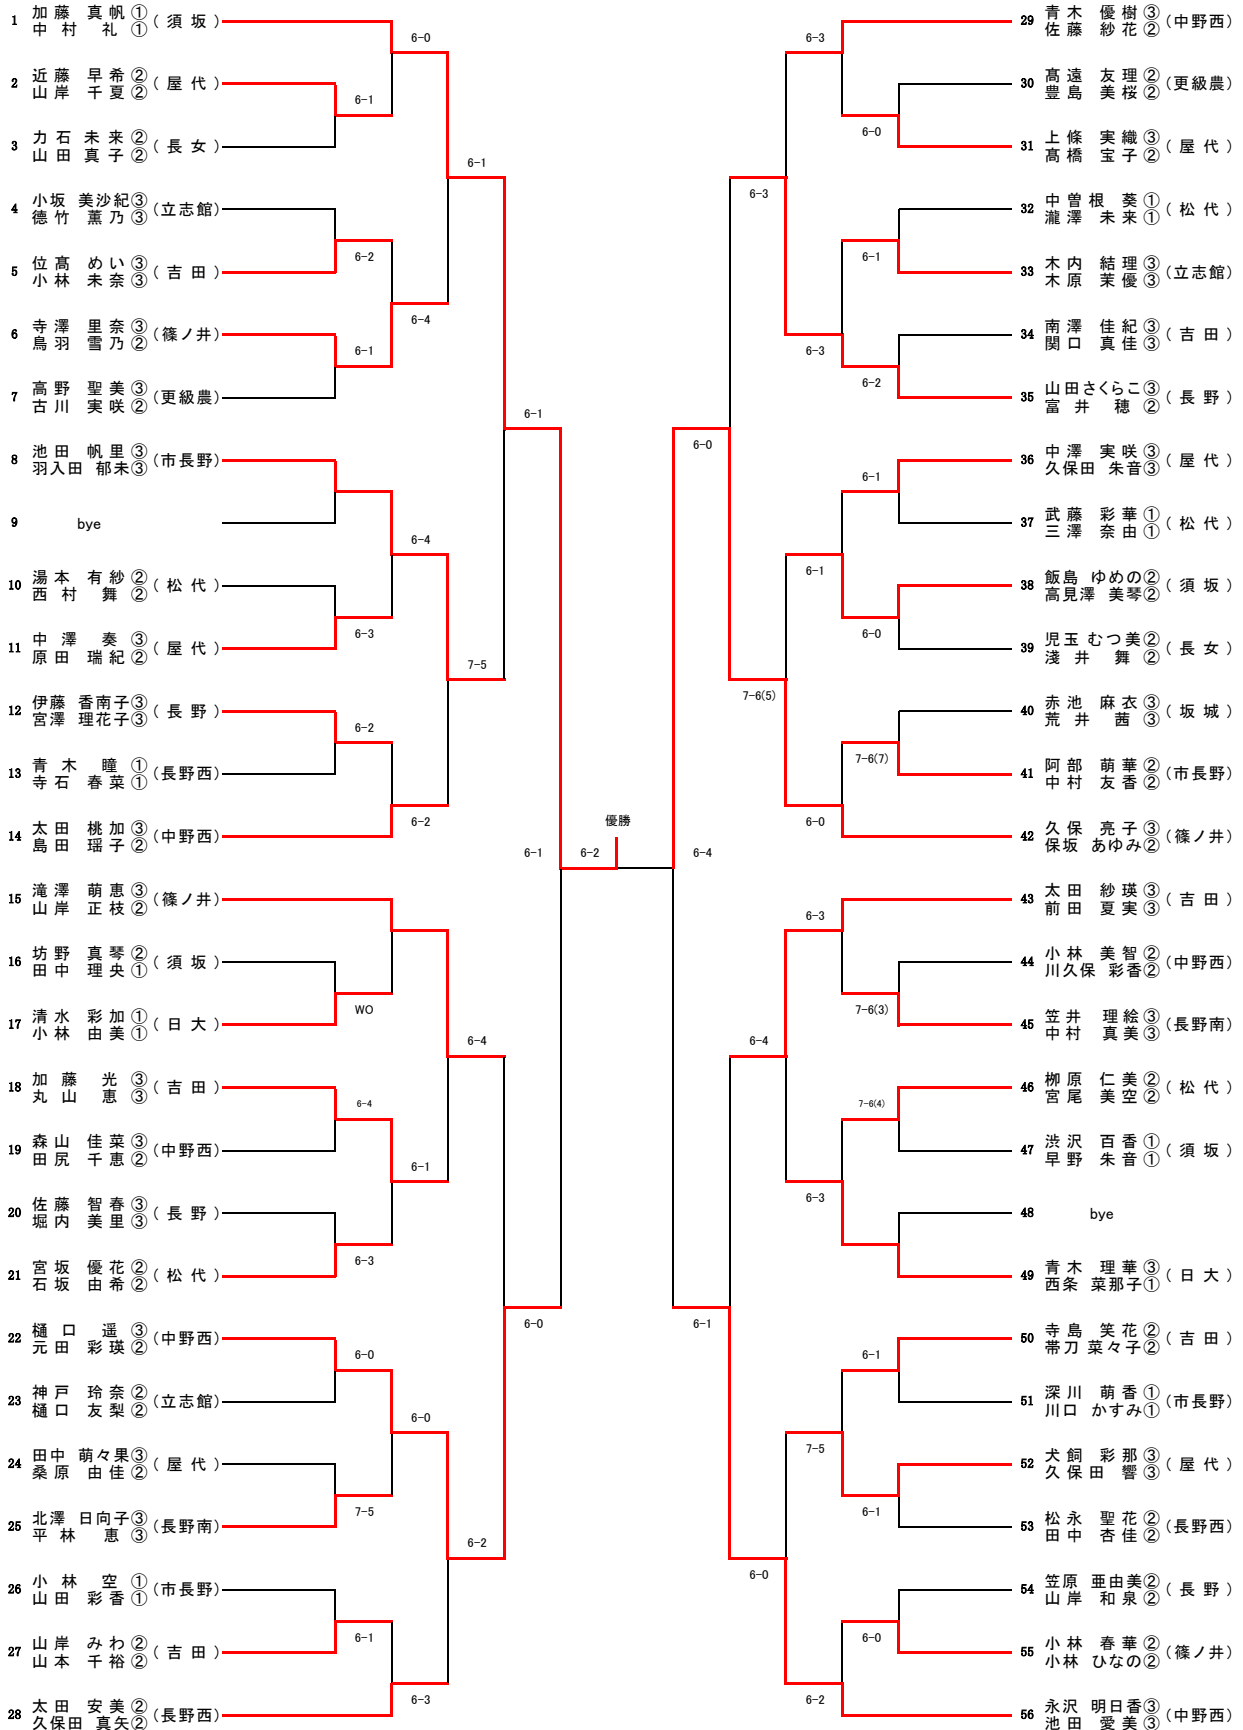 1 加藤 真帆① 中村 礼① (須坂)
2 近藤 早希② 山岸 千夏② (屋代)
3 力石 未来② 山田 真子② (長女)
4 小坂 美沙紀③ 德竹 薫乃③ (立志館)
5 位髙 めい③ 小林 未奈③ (吉田)
6 寺澤 里奈③ 鳥羽 雪乃② (篠ノ井)
7 高野 聖美③ 古川 実咲② (更級農)
8 池田 帆里③ 羽入田 郁未③ (市長野)
9 bye
10 湯本 有紗② 西村 舞② (松代)
11 中澤 奏③ 原田 瑞紀② (屋代)
12 伊藤 香南子③ 宮澤 理花子③ (長野)
13 青木 瞳① 寺石 春菜① (長野西)
14 太田 桃加③ 島田 瑶子② (中野西)
15 滝澤 萌恵③ 山岸 正枝② (篠ノ井)
16 坊野 真琴② 田中 理央① (須坂)
17 清水 彩加① 小林 由美① (日大)
18 加藤 光③ 丸山 恵③ (吉田)
19 森山 佳菜③ 田尻 千恵② (中野西)
20 佐藤 智春③ 堀内 美里③ (長野)
21 宮坂 優花② 石坂 由希② (松代)
22 樋口 遥③ 元田 彩瑛② (中野西)
23 神戸 玲奈② 樋口 友梨② (立志館)
24 田中 萌々果③ 桑原 由佳② (屋代)
25 北澤 日向子③ 平林 恵③ (長野南)
26 小林 空① 山田 彩香① (市長野)
27 山岸 みわ② 山本 千裕② (吉田)
28 太田 安美② 久保田 真矢② (長野西)
6-0
6-1
6-1
6-2
6-4
6-1
6-1
6-4
6-3
7-5
6-2
6-2
6-1
WO
6-4
6-4
6-1
6-3
6-0
6-0
6-0
7-5
6-2
6-1
6-3
優勝
6-2
6-4
6-3
6-0
6-3
6-1
6-3
6-2
6-0
6-1
6-1
6-0
7-6(5)
7-6(7)
6-0
6-3
7-6(3)
6-4
7-6(4)
6-3
6-1
6-1
7-5
6-1
6-0
6-0
6-2
29 青木 優樹③ 佐藤 紗花② (中野西)
30 髙遠 友理② 豊島 美桜② (更級農)
31 上條 実織③ 髙橋 宝子② (屋代)
32 中曽根 葵① 瀧澤 未来① (松代)
33 木内 結理③ 木原 茉優③ (立志館)
34 南澤 佳紀③ 関口 真佳③ (吉田)
35 山田さくらこ③ 富井 穂② (長野)
36 中澤 実咲③ 久保田 朱音③ (屋代)
37 武藤 彩華① 三澤 奈由① (松代)
38 飯島 ゆめの② 高見澤 美琴② (須坂)
39 児玉 むつ美② 淺井 舞② (長女)
40 赤池 麻衣③ 荒井 茜③ (坂城)
41 阿部 萌華② 中村 友香② (市長野)
42 久保 亮子③ 保坂 あゆみ② (篠ノ井)
43 太田 紗瑛③ 前田 夏実③ (吉田)
44 小林 美智② 川久保 彩香② (中野西)
45 笠井 理絵③ 中村 真美③ (長野南)
46 栁原 仁美② 宮尾 美空② (松代)
47 渋沢 百香① 早野 朱音① (須坂)
48 bye
49 青木 理華③ 西条 菜那子① (日大)
50 寺島 笑花② 帯刀 菜々子② (吉田)
51 深川 萌香① 川口 かすみ① (市長野)
52 犬飼 彩那③ 久保田 響③ (屋代)
53 松永 聖花② 田中 杏佳② (長野西)
54 笠原 亜由美② 山岸 和泉② (長野)
55 小林 春華② 小林 ひなの② (篠ノ井)
56 永沢 明日香③ 池田 愛美③ (中野西)